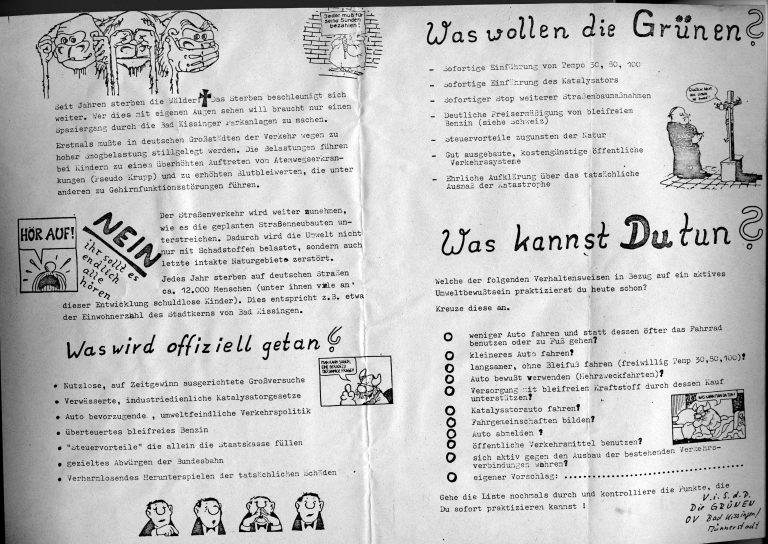 Jeder muß für
seine Sünden
bezahlen!
Seit Jahren sterben die Wälder! Das Sterben beschleunigt sich
weiter. Wer dies mit eigenen Augen sehen will braucht nur einen
Spaziergang durch die Bad Kissinger Parkanlagen zu machen.
Erstmals mußte in deutschen Großstädten der Verkehr wegen zu
hoher Smogbelastung stillgelegt werden. Die Belastungen führen
bei Kindern zu einem überhöhten Auftreten von Atemwegserkran-
kungen (Pseudo Krupp) und zu erhöhten Blutbleiwerten, die unter
anderen zu Gehirnfunktionsstörungen führen.
HÖR AUF!
NEIN
ihr sollt es
endlich
alle
hören
Der Straßenverkehr wird weiter zunehmen,
wie es die geplanten Straßenneubauten un-
terstreichen. Dadurch wird die Umwelt nicht
nur mit Schadstoffen belastet, sondern auch
letzte intakte Naturgebiete zerstört.
Jedes Jahr sterben auf deutschen Straßen
ca. 12.000 Menschen (unter ihnen viele an
dieser Entwicklung schuldlose Kinder). Dies entspricht z.B. etwa
der Einwohnerzahl des Stadtkerns von Bad Kissingen.
Was wird offiziell getan?
• Nutzlose, auf Zeitgewinn ausgerichtete Großversuche
• Verwässerte, industriedienliche Katalysatorgesetze
• Auto bevorzugende, umweltfeindliche Verkehrspolitik
• überteuertes bleifreies Benzin
• "Steuervorteile" die allein die Staatskasse füllen
• gezieltes Abwürgen der Bundesbahn
• Verharmlosendes Herunterspielen der tatsächlichen Schäden
Was wollen die Grünen?
- Sofortige Einführung von Tempo 30, 80, 100
- Sofortige Einführung des Katalysators
- Sofortiger Stop weiterer Straßenbaumaßnahmen
- Deutliche Preisermäßigung von bleifreiem
Benzin (siehe Schweiz)
- Steuervorteile zugunsten der Natur
- Gut ausgebaute, kostengünstige öffentliche
Verkehrssysteme
- Ehrliche Aufklärung über das tatsächliche
Ausmaß der Katastrophe
Was kannst Du tun?
Welche der folgenden Verhaltensweisen in Bezug auf ein aktives
Umweltbewußtsein praktizierst du heute schon?
Kreuze diese an.
O weniger Auto fahren und statt dessen öfter das Fahrrad
benutzen oder zu Fuß gehen?
O kleineres Auto fahren?
O langsamer, ohne Bleifuß fahren (freiwillig Temp 30,80,100)?
O Auto bewußt verwenden (Mehrzweckfahrten)?
O Versorgung mit bleifreien Kraftstoff durch dessen Kauf
unterstützen?
O Katalysatorauto fahren?
O Fahrgemeinschaften bilden?
O Auto abmelden?
O öffentliche Verkehrsmittel benutzen?
O sich aktiv gegen den Ausbau der bestehenden Verkehrs-
verbindungen wehren?
O eigener Vorschlag: ..............................
Gehe die Liste nochmals durch und kontrolliere die Punkte, die
Du sofort praktizieren kannst !
V.i.S.d.P.
Die GRÜNEN
OV Bad Kissingen/
Münnerstadt